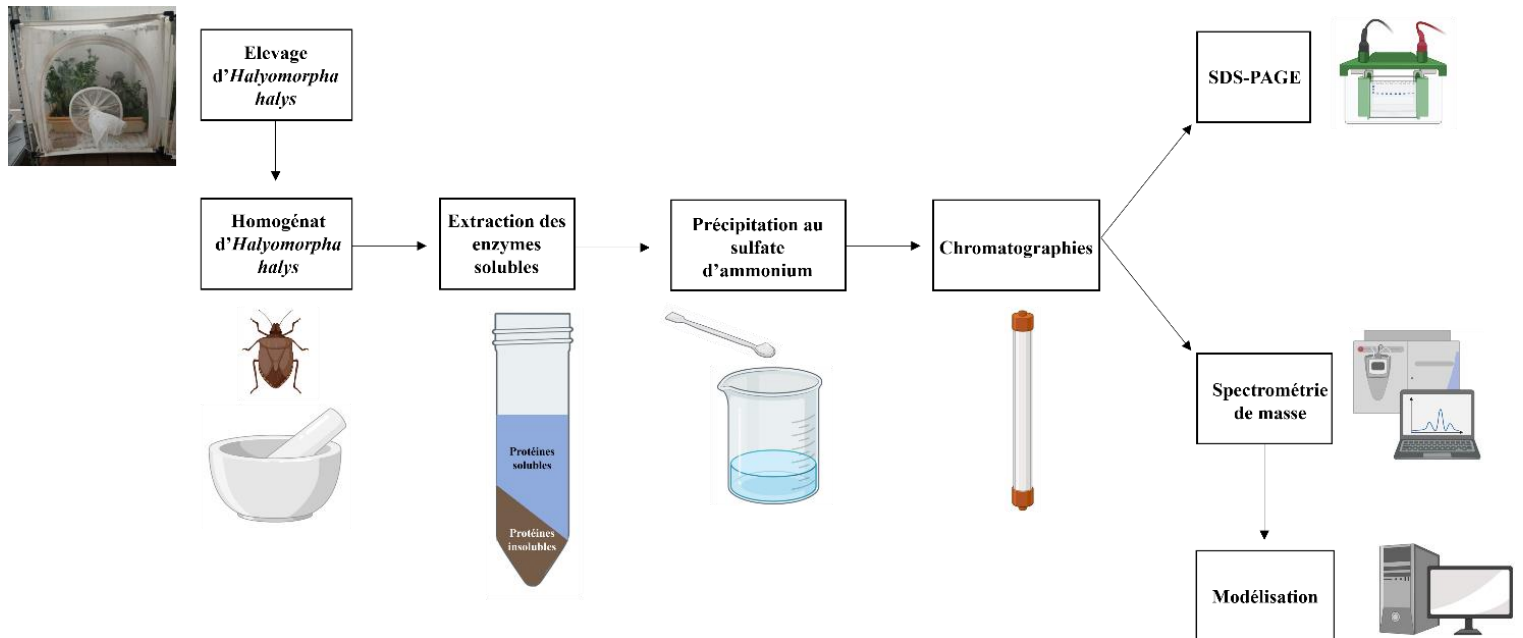 Elevage
d'Halyomorpha
halys
SDS-PAGE
Homogénat
d'Halyomorpha
halys
Extraction des
enzymes
solubles
Précipitation au
sulfate
d'ammonium
Chromatographies
Protéines
solubles
Protéines
insolubles
Spectrométrie
de masse
Modélisation